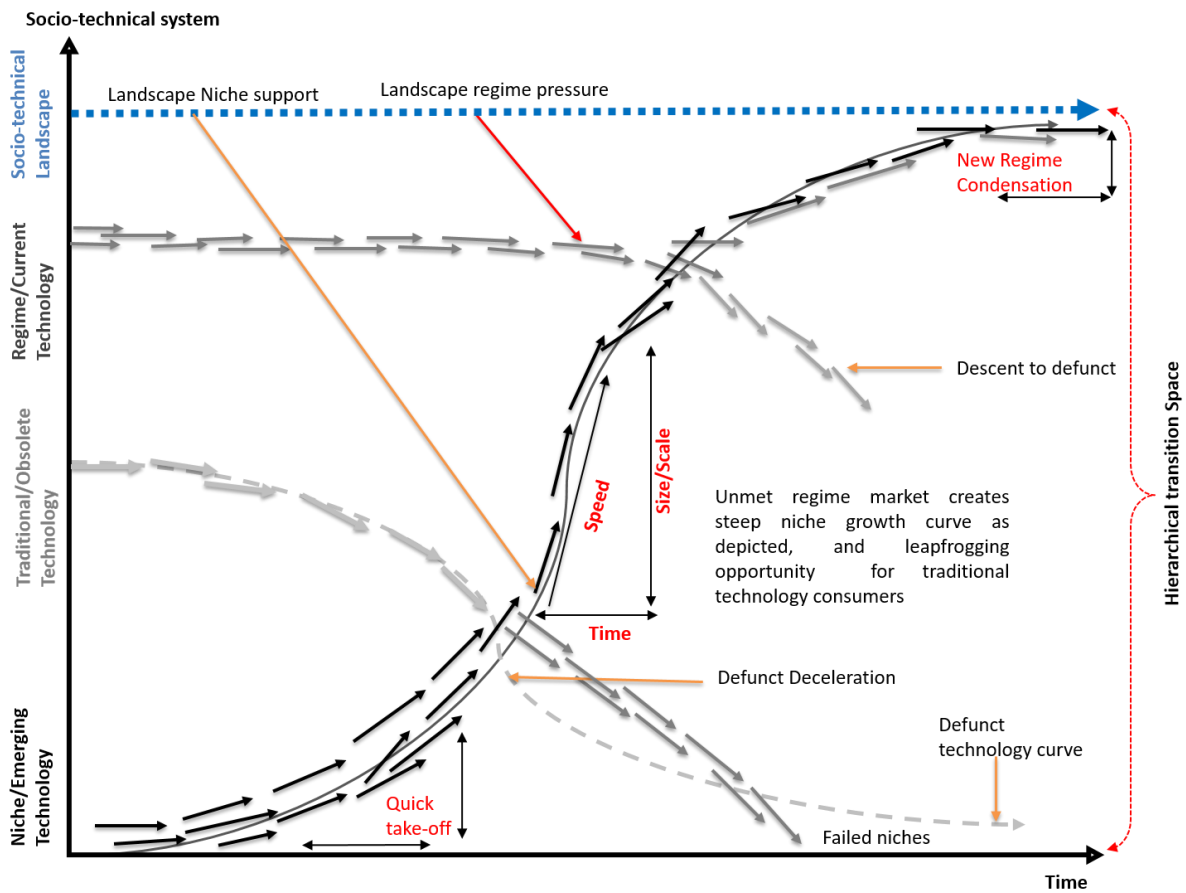 Socio-technical system
Socio-technical
Landscape
Landscape Niche support
Landscape regime pressure
New Regime
Condensation
Regime/Current
Technology
Descent to defunct
Hierarchical transition Space
Traditional/Obsolete
Technology
Speed
Size/Scale
Unmet regime market creates
steep niche growth curve as
depicted, and leapfrogging
opportunity for traditional
technology consumers
Time
Defunct Deceleration
Niche/Emerging
Technology
Defunct
technology curve
Quick
take-off
Failed niches
Time